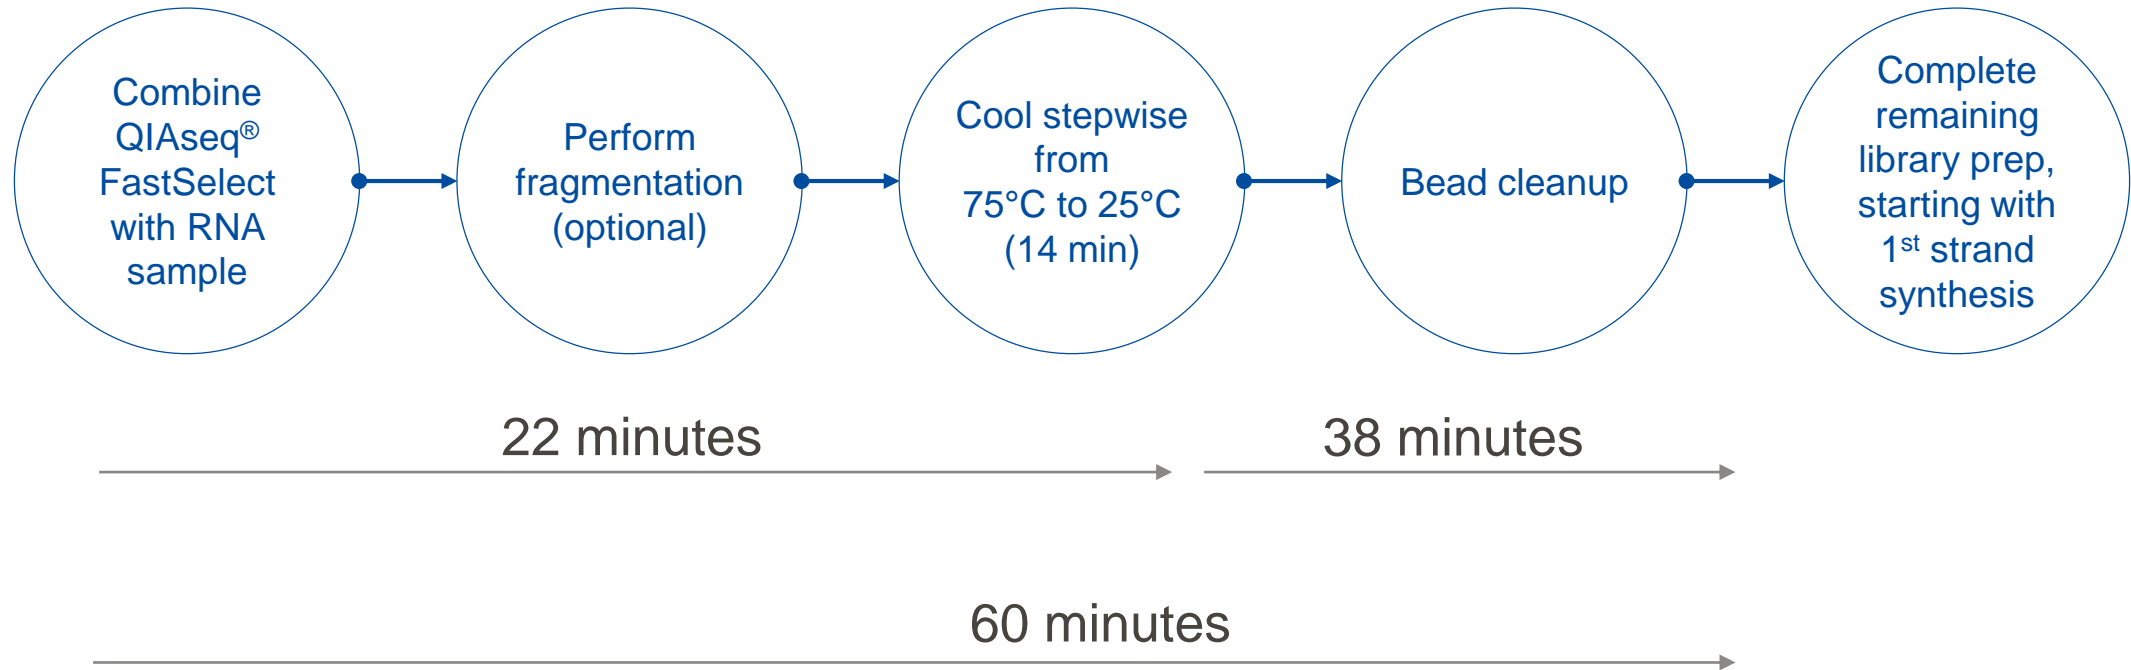 Combine
QIAseq®
FastSelect
with RNA
sample
Perform
fragmentation
(optional)
Cool stepwise
from
75°C to 25°C
(14 min)
Bead cleanup
Complete
remaining
library prep,
starting with
1st strand
synthesis
22 minutes
38 minutes
60 minutes